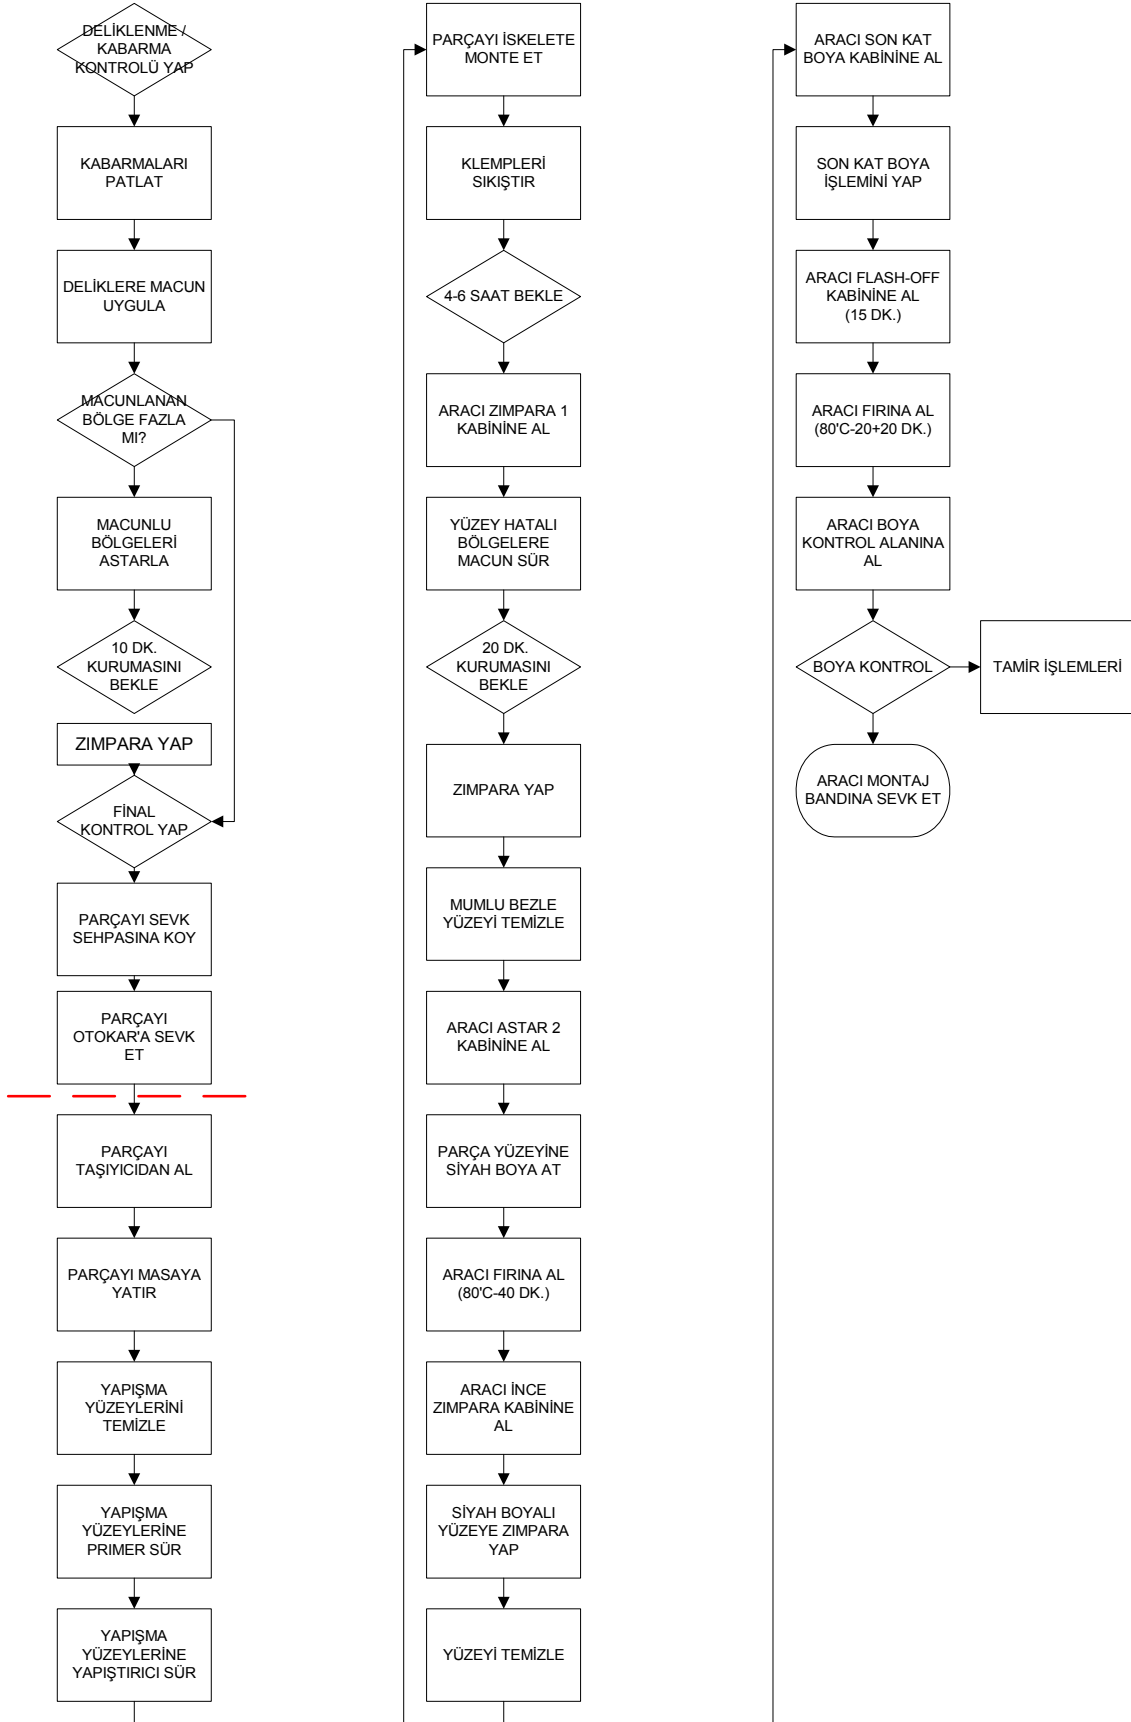 DELİKLENME /
KABARMA
KONTROLÜ YAP
KABARMALARI
PATLAT
DELİKLERE MACUN
UYGULA
MACUNLANAN
BÖLGE FAZLA
MI?
MACUNLU
BÖLGELERİ
ASTARLA
10 DK.
KURUMASINI
BEKLE
ZIMPARA YAP
FİNAL
KONTROL YAP
PARÇAYI SEVK
SEHPASINA KOY
PARÇAYI
OTOKAR'A SEVK
ET
PARÇAYI
TAŞIYICIDAN AL
PARÇAYI MASAYA
YATIR
YAPIŞMA
YÜZEYLERİNİ
TEMİZLE
YAPIŞMA
YÜZEYLERİNE
PRIMER SÜR
YAPIŞMA
YÜZEYLERİNE
YAPIŞTIRICI SÜR
PARÇAYI İSKELETE
MONTE ET
KLEMPLERİ
SIKIŞTIR
4-6 SAAT BEKLE
ARACI ZIMPARA 1
KABİNİNE AL
YÜZEY HATALI
BÖLGELERE
MACUN SÜR
20 DK.
KURUMASINI
BEKLE
ZIMPARA YAP
MUMLU BEZLE
YÜZEYİ TEMİZLE
ARACI ASTAR 2
KABİNİNE AL
PARÇA YÜZEYİNE
SİYAH BOYA AT
ARACI FIRINA AL
(80'C-40 DK.)
ARACI İNCE
ZIMPARA KABİNİNE
AL
SİYAH BOYALI
YÜZEYE ZIMPARA
YAP
YÜZEYİ TEMİZLE
ARACI SON KAT
BOYA KABİNİNE AL
SON KAT BOYA
İŞLEMİNİ YAP
ARACI FLASH-OFF
KABİNİNE AL
(15 DK.)
ARACI FIRINA AL
(80'C-20+20 DK.)
ARACI BOYA
KONTROL ALANINA
AL
BOYA KONTROL
TAMİR İŞLEMLERİ
ARACI MONTAJ
BANDINA SEVK ET